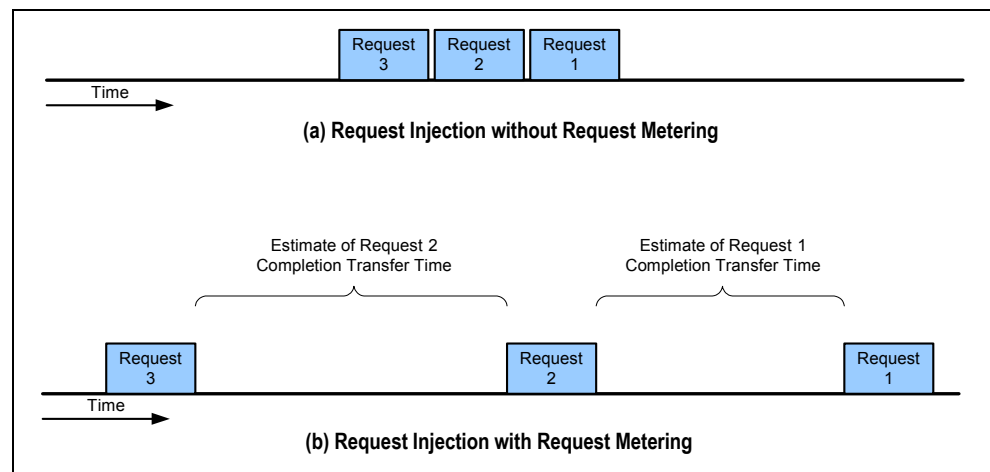 Request
3
Request
2
Request
1
Time
(a) Request Injection without Request Metering
Estimate of Request 2
Completion Transfer Time
Estimate of Request 1
Completion Transfer Time
Request
3
Request
2
Request
1
Time
(b) Request Injection with Request Metering